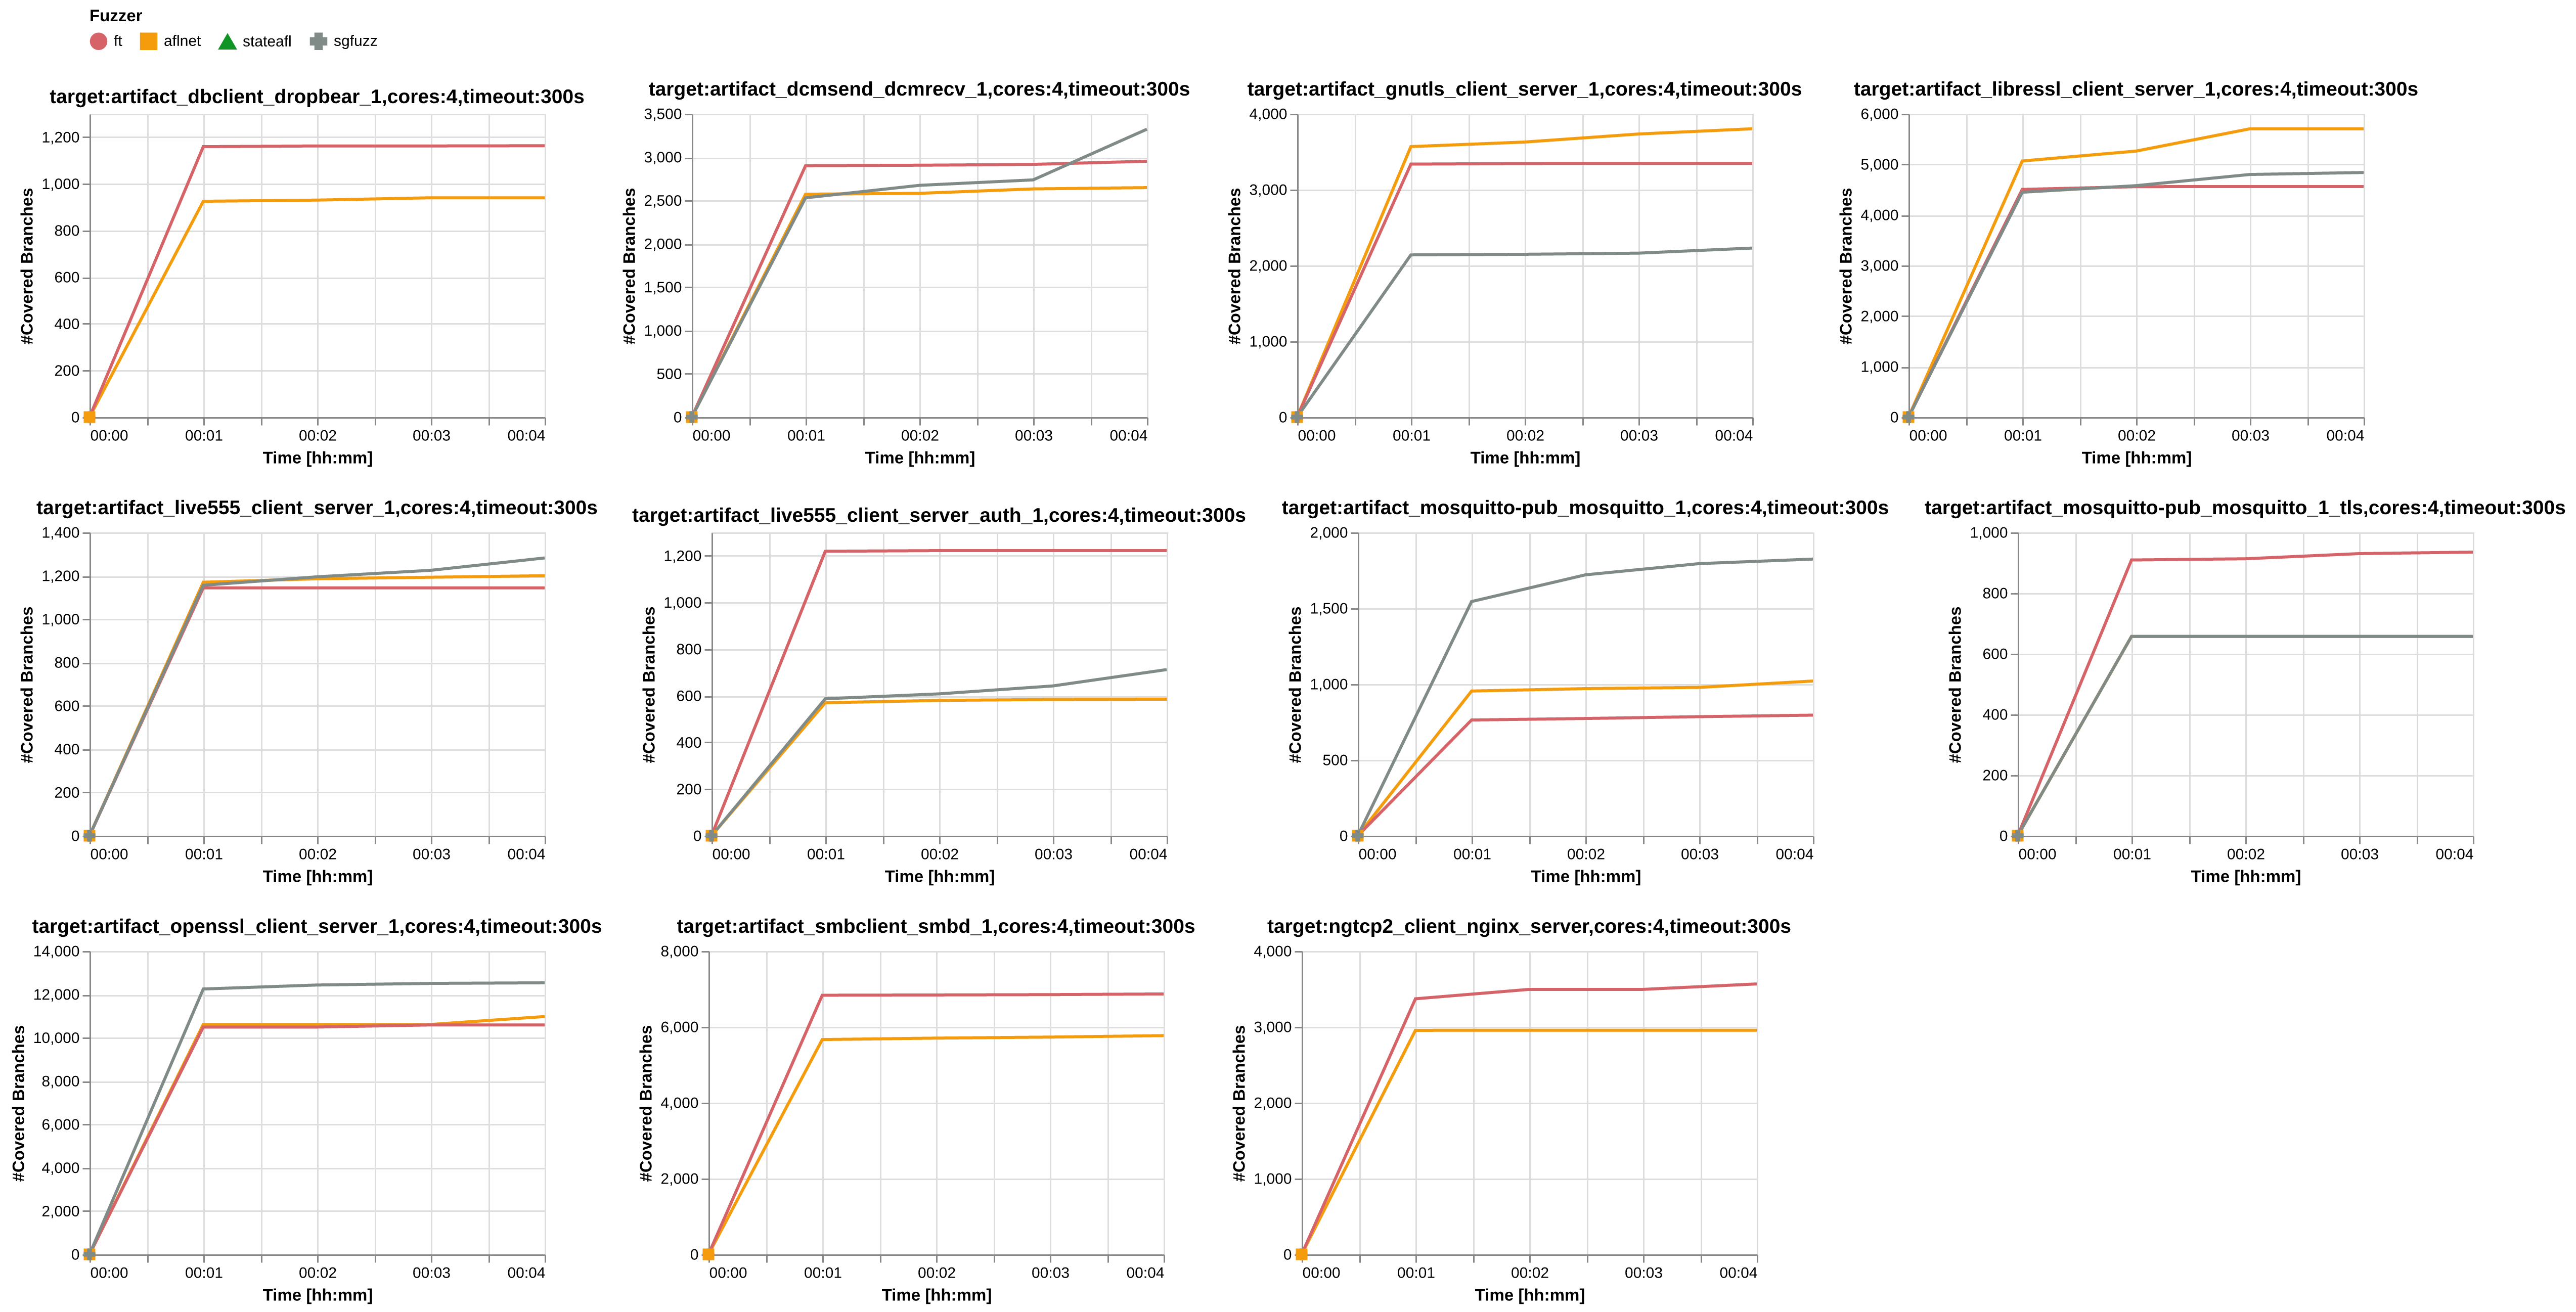 Fuzzer
ft aflnet stateafl sgfuzz
target:artifact_dbclient_dropbear_1,cores:4,timeout:300s
#Covered Branches
1,200
1,000
800
600
400
200
0
00:00 00:01 00:02 00:03 00:04
Time [hh:mm]
target:artifact_dcmsend_dcmrecv_1,cores:4,timeout:300s
#Covered Branches
3,500
3,000
2,500
2,000
1,500
1,000
500
0
00:00 00:01 00:02 00:03 00:04
Time [hh:mm]
target:artifact_gnutls_client_server_1,cores:4,timeout:300s
#Covered Branches
4,000
3,000
2,000
1,000
0
00:00 00:01 00:02 00:03 00:04
Time [hh:mm]
target:artifact_libressl_client_server_1,cores:4,timeout:300s
#Covered Branches
6,000
5,000
4,000
3,000
2,000
1,000
0
00:00 00:01 00:02 00:03 00:04
Time [hh:mm]
target:artifact_live555_client_server_1,cores:4,timeout:300s
#Covered Branches
1,400
1,200
1,000
800
600
400
200
0
00:00 00:01 00:02 00:03 00:04
Time [hh:mm]
target:artifact_live555_client_server_auth_1,cores:4,timeout:300s
#Covered Branches
1,200
1,000
800
600
400
200
0
00:00 00:01 00:02 00:03 00:04
Time [hh:mm]
target:artifact_mosquitto-pub_mosquitto_1,cores:4,timeout:300s
#Covered Branches
2,000
1,500
1,000
500
0
00:00 00:01 00:02 00:03 00:04
Time [hh:mm]
target:artifact_mosquitto-pub_mosquitto_1_tls,cores:4,timeout:300s
#Covered Branches
1,000
800
600
400
200
0
00:00 00:01 00:02 00:03 00:04
Time [hh:mm]
target:artifact_openssl_client_server_1,cores:4,timeout:300s
#Covered Branches
14,000
12,000
10,000
8,000
6,000
4,000
2,000
0
00:00 00:01 00:02 00:03 00:04
Time [hh:mm]
target:artifact_smbclient_smbd_1,cores:4,timeout:300s
#Covered Branches
8,000
6,000
4,000
2,000
0
00:00 00:01 00:02 00:03 00:04
Time [hh:mm]
target:ngtcp2_client_nginx_server,cores:4,timeout:300s
#Covered Branches
4,000
3,000
2,000
1,000
0
00:00 00:01 00:02 00:03 00:04
Time [hh:mm]